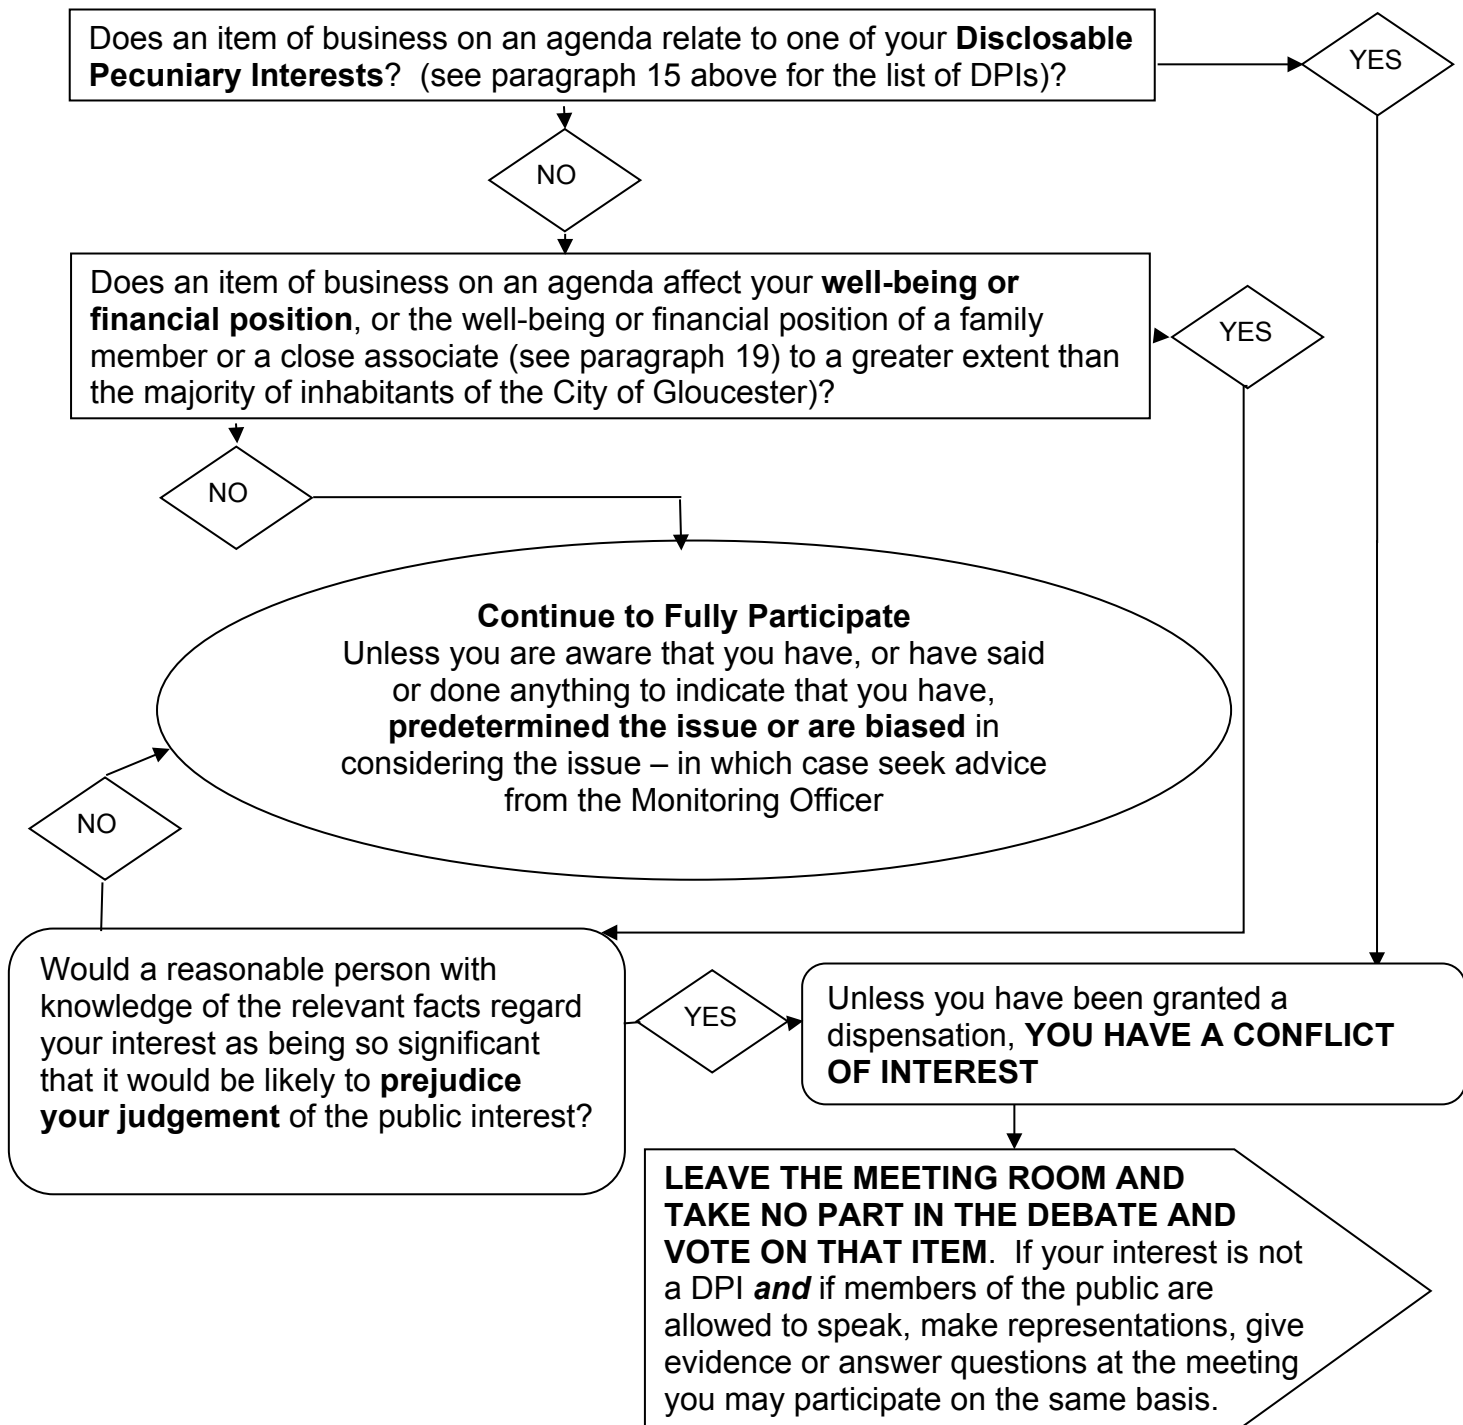 Does an item of business on an agenda relate to one of your Disclosable
Pecuniary Interests?  (see paragraph 15 above for the list of DPIs)?
YES
NO
Does an item of business on an agenda affect your well-being or
financial position, or the well-being or financial position of a family
member or a close associate (see paragraph 19) to a greater extent than
the majority of inhabitants of the City of Gloucester)?
YES
NO
Continue to Fully Participate
Unless you are aware that you have, or have said
or done anything to indicate that you have,
predetermined the issue or are biased in
considering the issue – in which case seek advice
from the Monitoring Officer
NO
Would a reasonable person with
knowledge of the relevant facts regard
your interest as being so significant
that it would be likely to prejudice
your judgement of the public interest?
YES
Unless you have been granted a
dispensation, YOU HAVE A CONFLICT
OF INTEREST
LEAVE THE MEETING ROOM AND
TAKE NO PART IN THE DEBATE AND
VOTE ON THAT ITEM.  If your interest is not
a DPI and if members of the public are
allowed to speak, make representations, give
evidence or answer questions at the meeting
you may participate on the same basis.